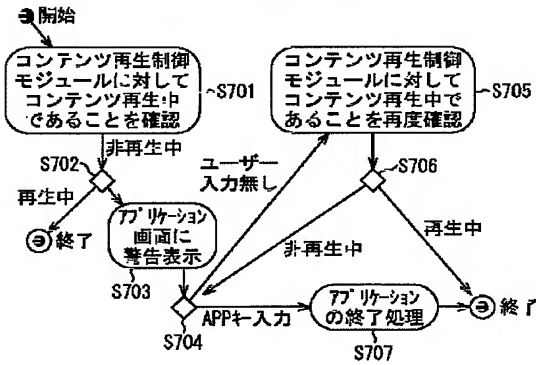 開始
コンテンツ再生制御
モジュールに対して
コンテンツ再生中
であることを確認
S701
コンテンツ再生制御
モジュールに対して
コンテンツ再生中で
あることを再度確認
S705
非再生中
S702
再生中
終了
ユーザー
入力無し
S706
アプリケーション
画面に
警告表示
S703
非再生中
再生中
S704
APPキー入力
アプリケーション
の終了処理
S707
終了